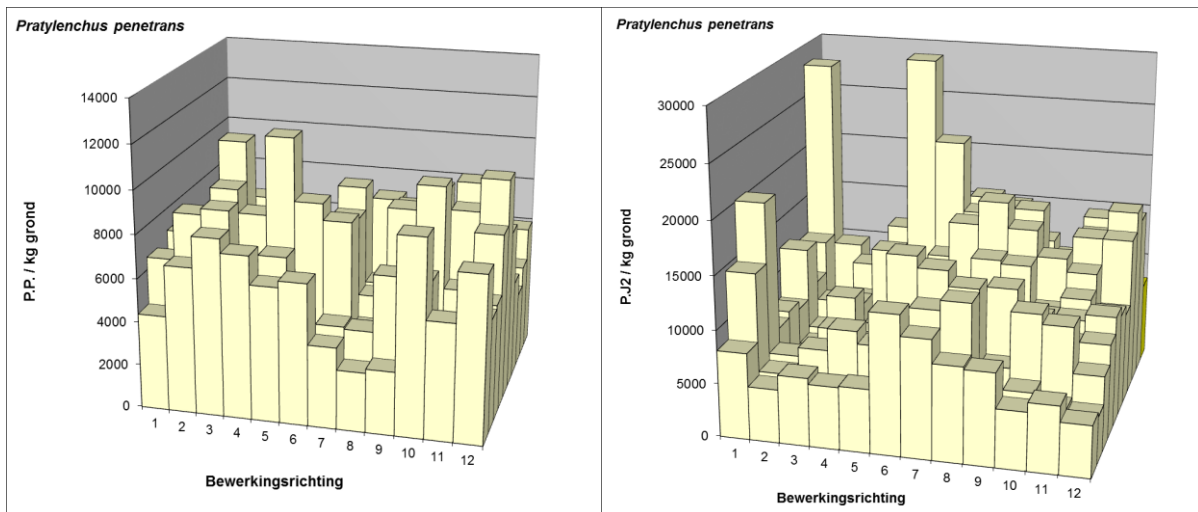 Pratylenchus penetrans
14000
12000
10000
8000
6000
4000
2000
0
P.P. / kg grond
1 2 3 4 5 6 7 8 9 10 11 12
Bewerkingsrichting
Pratylenchus penetrans
30000
25000
20000
15000
10000
5000
0
PJ2 / kg grond
1 2 3 4 5 6 7 8 9 10 11 12
Bewerkingsrichting